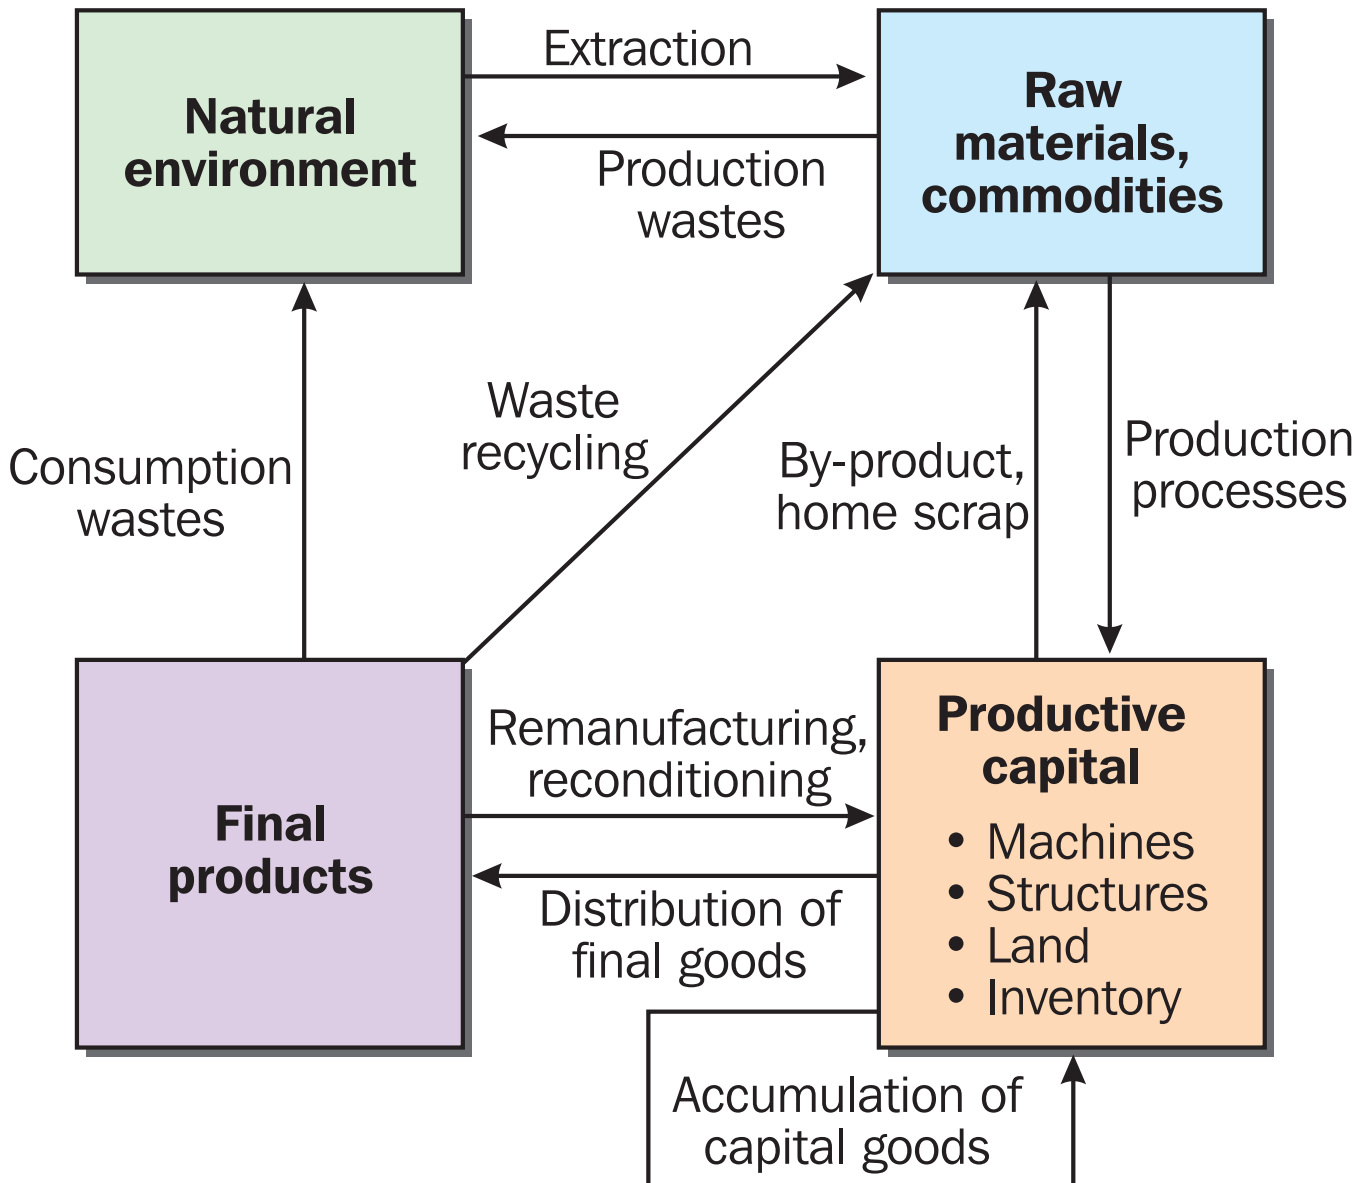 Extraction
Natural
environment
Raw
materials,
commodities
Production
wastes
Waste
recycling
Consumption
wastes
By-product,
home scrap
Production
processes
Remanufacturing,
reconditioning
Final
products
Distribution of
final goods
Productive
capital
• Machines
• Structures
• Land
• Inventory
Accumulation of
capital goods